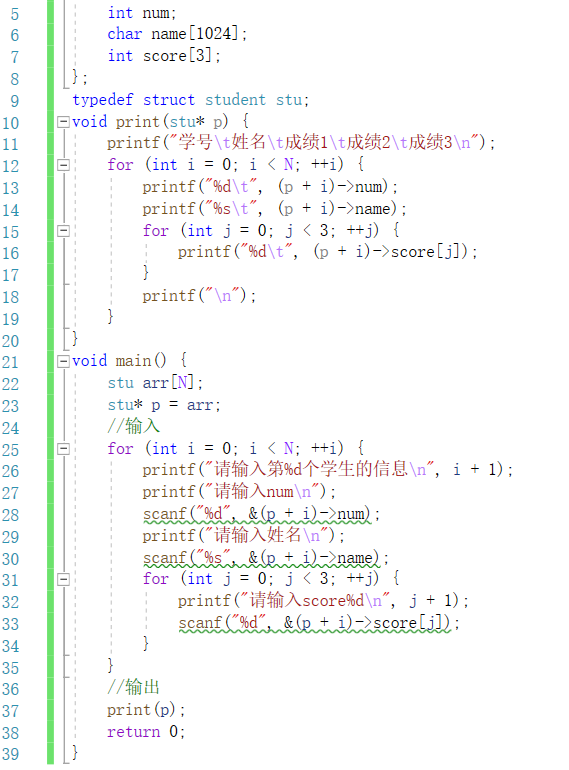 5 int num;
6 char name[1024];
7 int score[3];
8 };
9 typedef struct student stu;
10 void print(stu* p) {
11 printf("学号\t姓名\t成绩1\t成绩2\t成绩3\n");
12 for (int i = 0; i < N; ++i) {
13 printf("%d\t", (p + i)->num);
14 printf("%s\t", (p + i)->name);
15 for (int j = 0; j < 3; ++j) {
16 printf("%d\t", (p + i)->score[j]);
17 }
18 printf("\n");
19 }
20 }
21 void main() {
22 stu arr[N];
23 stu* p = arr;
24 //输入
25 for (int i = 0; i < N; ++i) {
26 printf("请输入第%d个学生的信息\n", i + 1);
27 printf("请输入num\n");
28 scanf("%d", &(p + i)->num);
29 printf("请输入姓名\n");
30 scanf("%s", &(p + i)->name);
31 for (int j = 0; j < 3; ++j) {
32 printf("请输入score%d\n", j + 1);
33 scanf("%d", &(p + i)->score[j]);
34 }
35 }
36 //输出
37 print(p);
38 return 0;
39 }